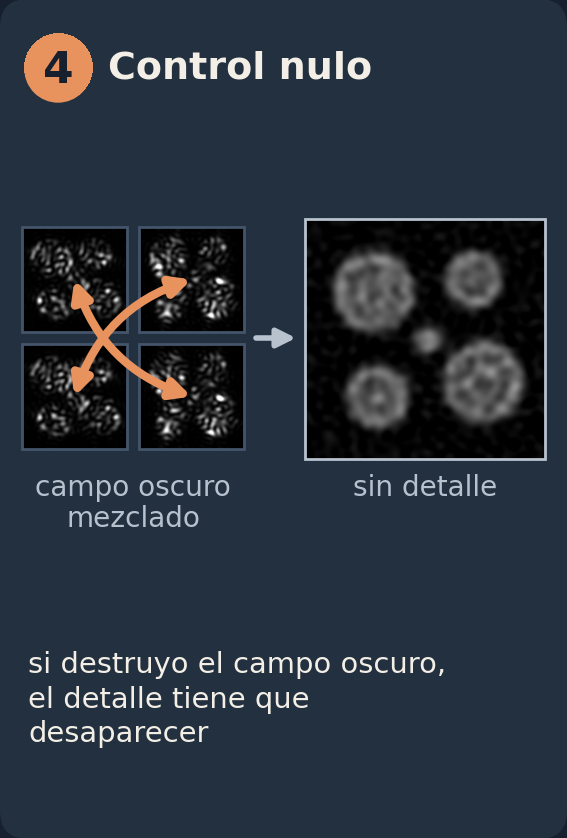 4 Control nulo
campo oscuro
mezclado
sin detalle
si destruyo el campo oscuro,
el detalle tiene que
desaparecer